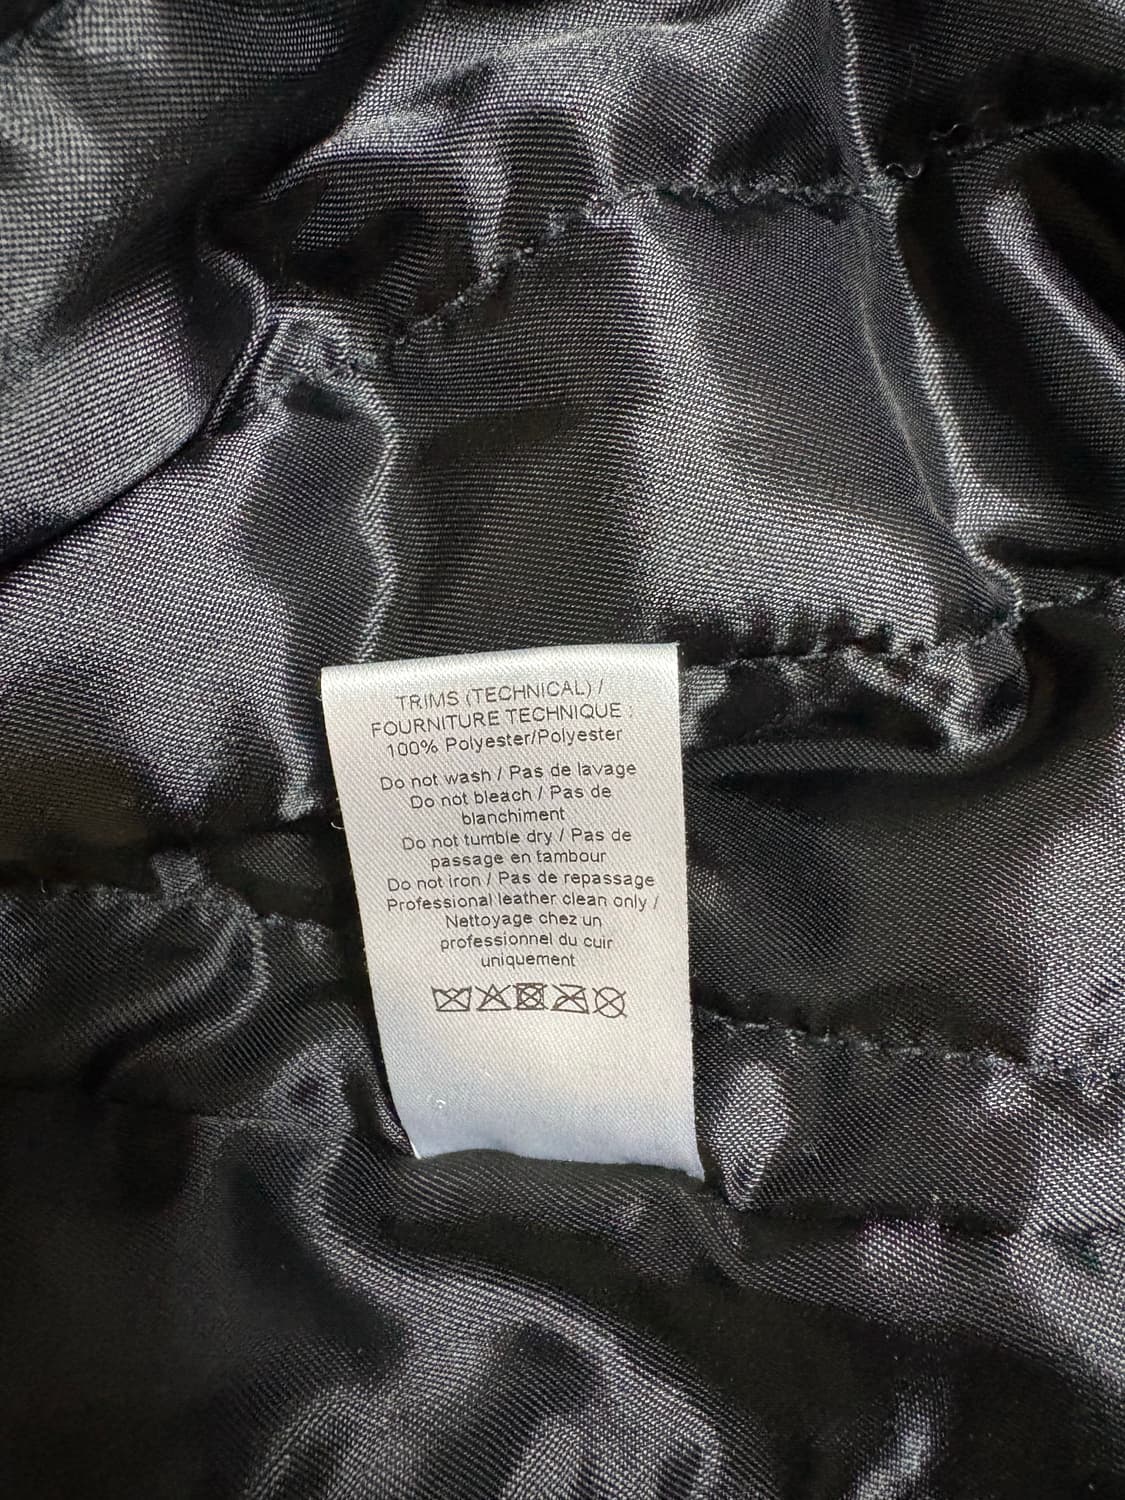 TRIMS (TECHNICAL) /
FOURNITURE TECHNIQUE :
100% Polyester/Polyester
Do not wash / Pas de lavage
Do not bleach / Pas de
blanchiment
Do not tumble dry / Pas de
passage en tambour
Do not iron / Pas de repassage
Professional leather clean only /
Nettoyage chez un
professionnel du cuir
uniquement